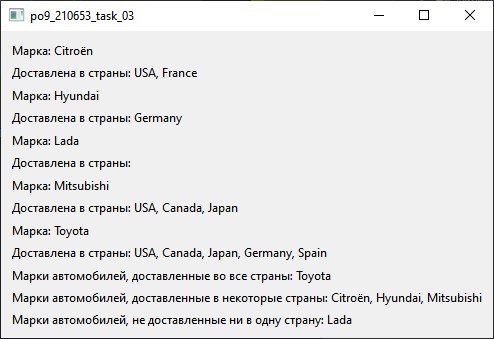 po9_210653_task_03
Марка: Citroën
Доставлена в страны: USA, France
Марка: Hyundai
Доставлена в страны: Germany
Марка: Lada
Доставлена в страны:
Марка: Mitsubishi
Доставлена в страны: USA, Canada, Japan
Марка: Toyota
Доставлена в страны: USA, Canada, Japan, Germany, Spain
Марки автомобилей, доставленные во все страны: Toyota
Марки автомобилей, доставленные в некоторые страны: Citroën, Hyundai, Mitsubishi
Марки автомобилей, не доставленные ни в одну страну: Lada